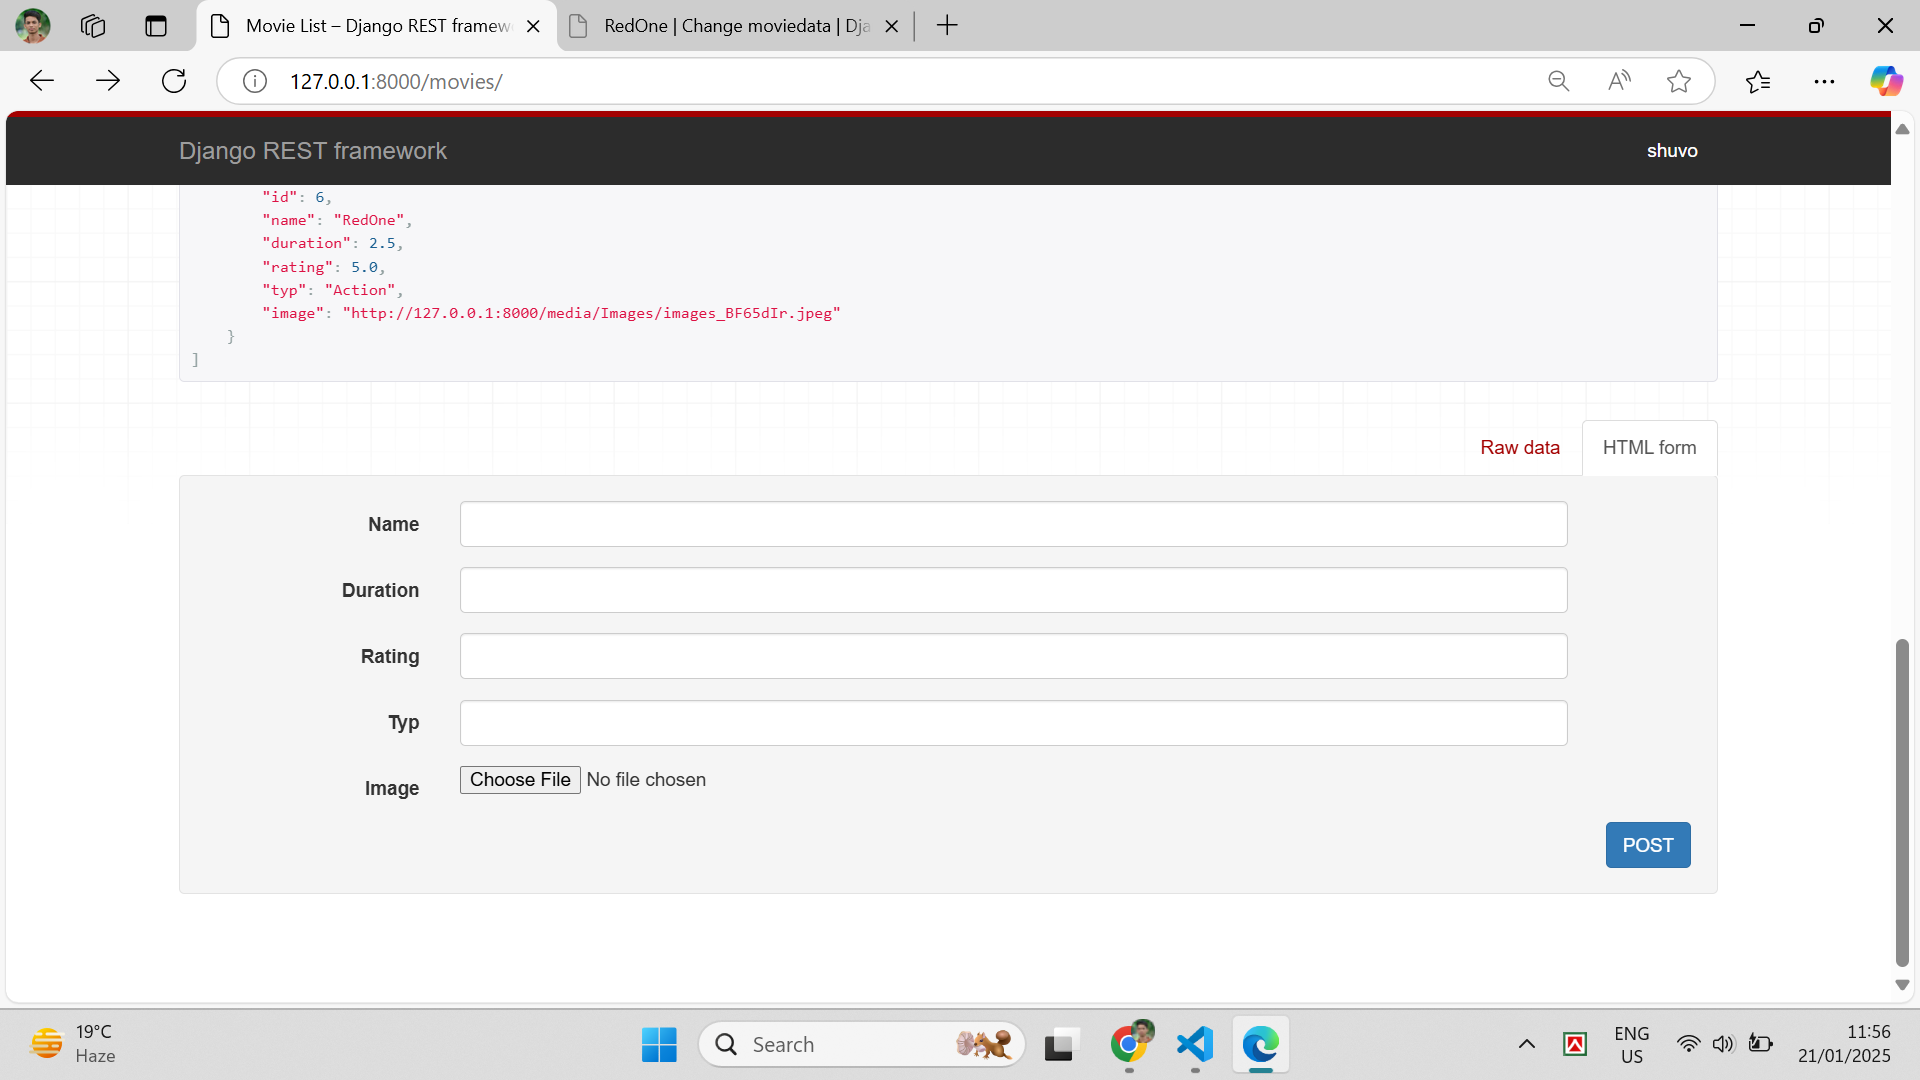 Movie List – Django REST framew
RedOne | Change moviedata | Dja
127.0.0.1:8000/movies/
Django REST framework
shuvo
"id": 6,
"name": "RedOne",
"duration": 2.5,
"rating": 5.0,
"typ": "Action",
"image": "http://127.0.0.1:8000/media/Images/images_BF65dIr.jpeg"
}
]
Raw data
HTML form
Name
Duration
Rating
Typ
Image
Choose File No file chosen
POST
19°C
Haze
Search
ENG
US
11:56
21/01/2025